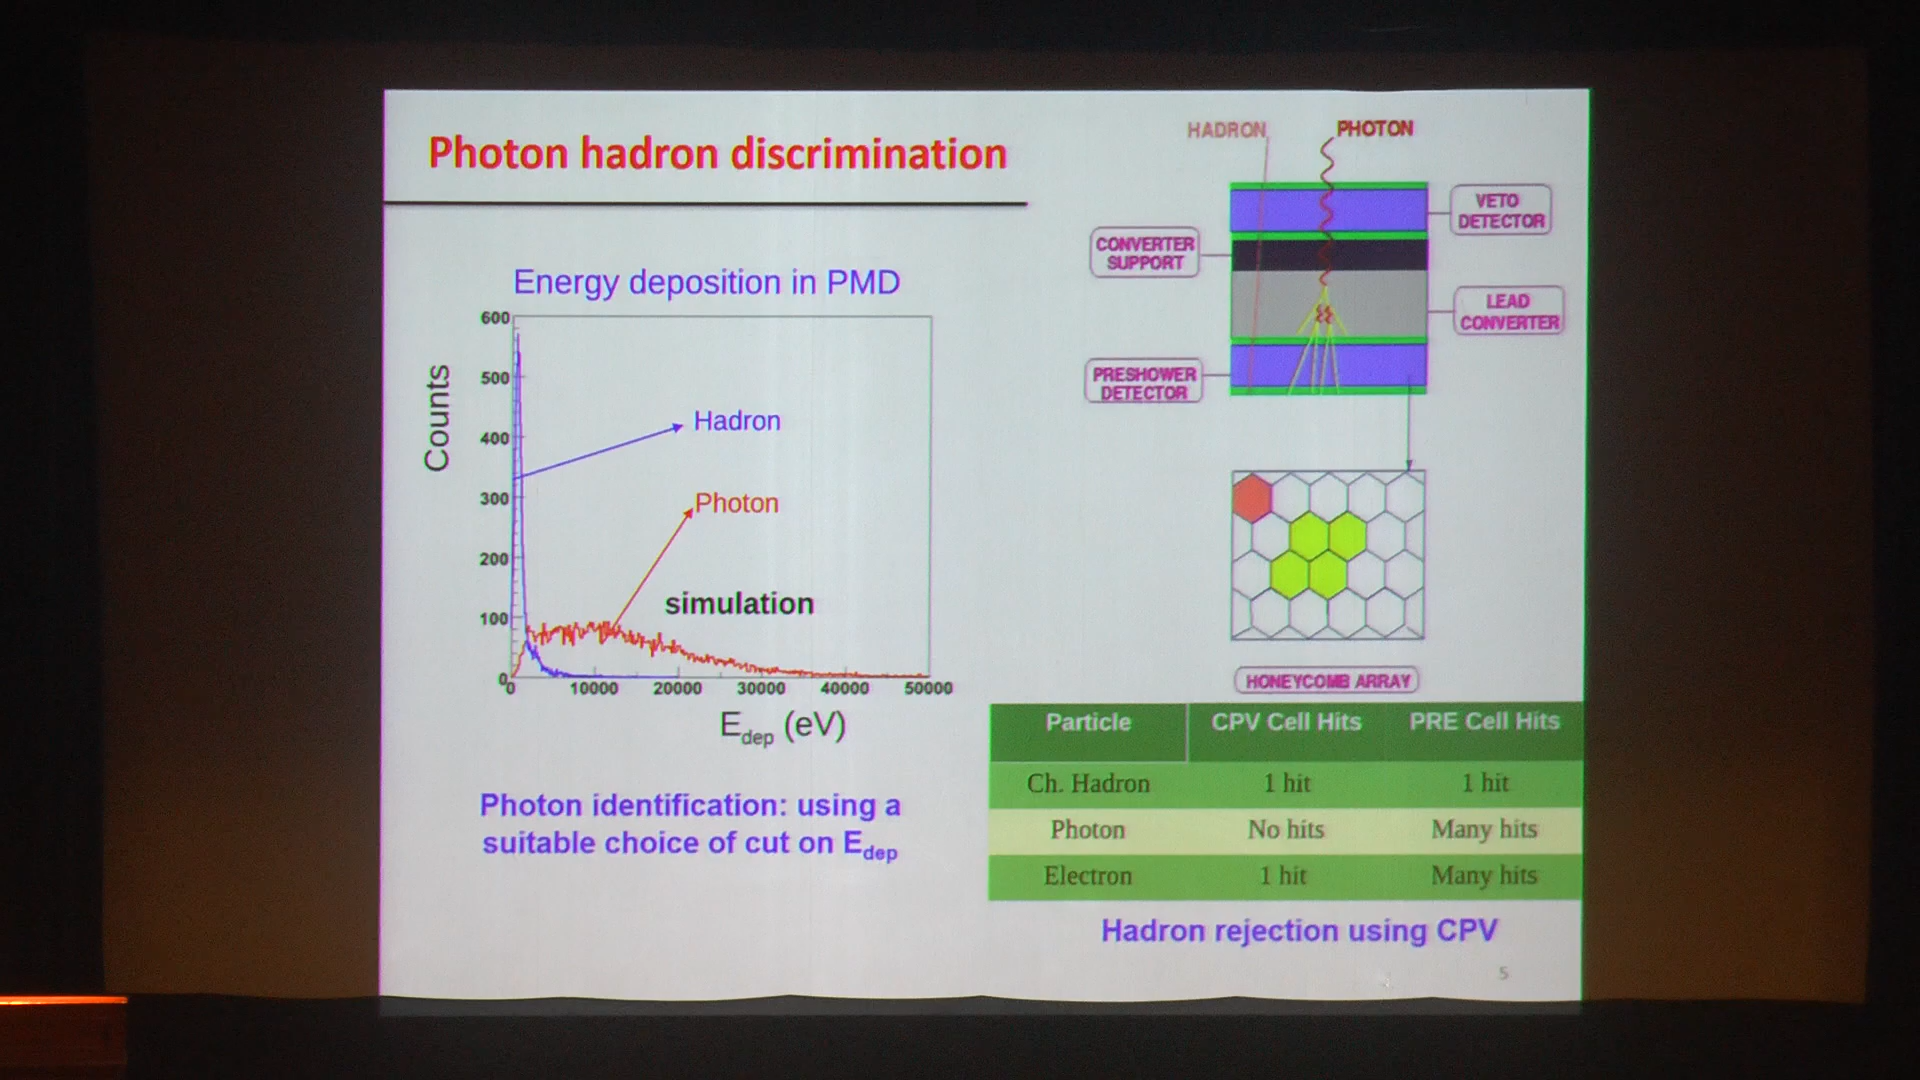 Photon hadron discrimination
HADRON
PHOTON
VETO
DETECTOR
CONVERTER
SUPPORT
LEAD
CONVERTER
PRESHOWER
DETECTOR
HONEYCOMB ARRAY
Energy deposition in PMD
Counts
600
500
400
300
200
100
0
Hadron
Photon
simulation
0 10000 20000 30000 40000 50000
Edep (eV)
Photon identification: using a
suitable choice of cut on Edep
Particle CPV Cell Hits PRE Cell Hits
Ch. Hadron 1 hit 1 hit
Photon No hits Many hits
Electron 1 hit Many hits
Hadron rejection using CPV
5